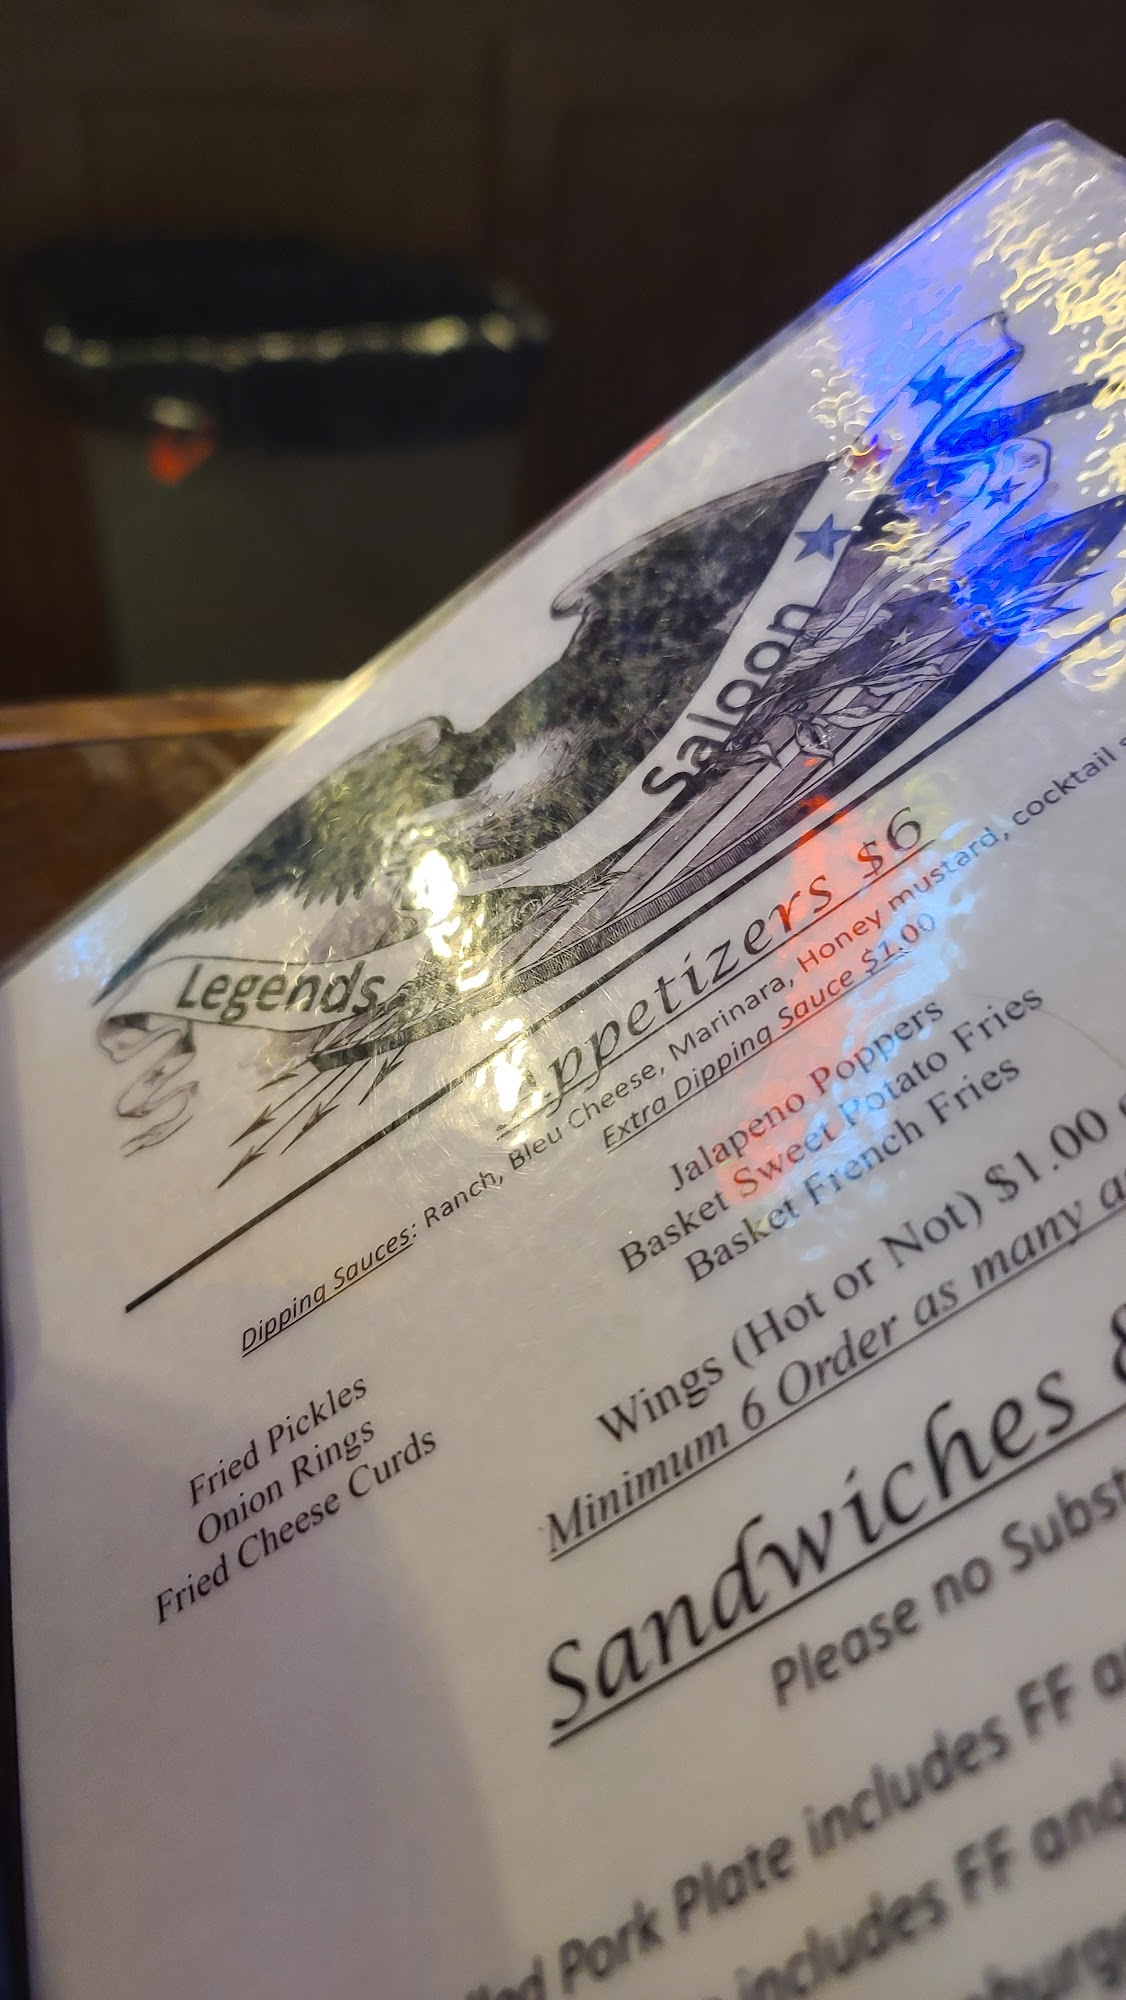 Legends Saloon
Appetizers $6
Dipping Sauces: Ranch, Bleu Cheese, Marinara, Honey mustard, cocktail
Extra Dipping Sauce $1.00
Jalapeno Poppers
Basket Sweet Potato Fries
Basket French Fries
Fried Pickles
Onion Rings
Fried Cheese Curds
Wings (Hot or Not) $1.00
Minimum 6 Order as many
Sandwiches &
Please no
Pork Plate includes FF
includes FF and